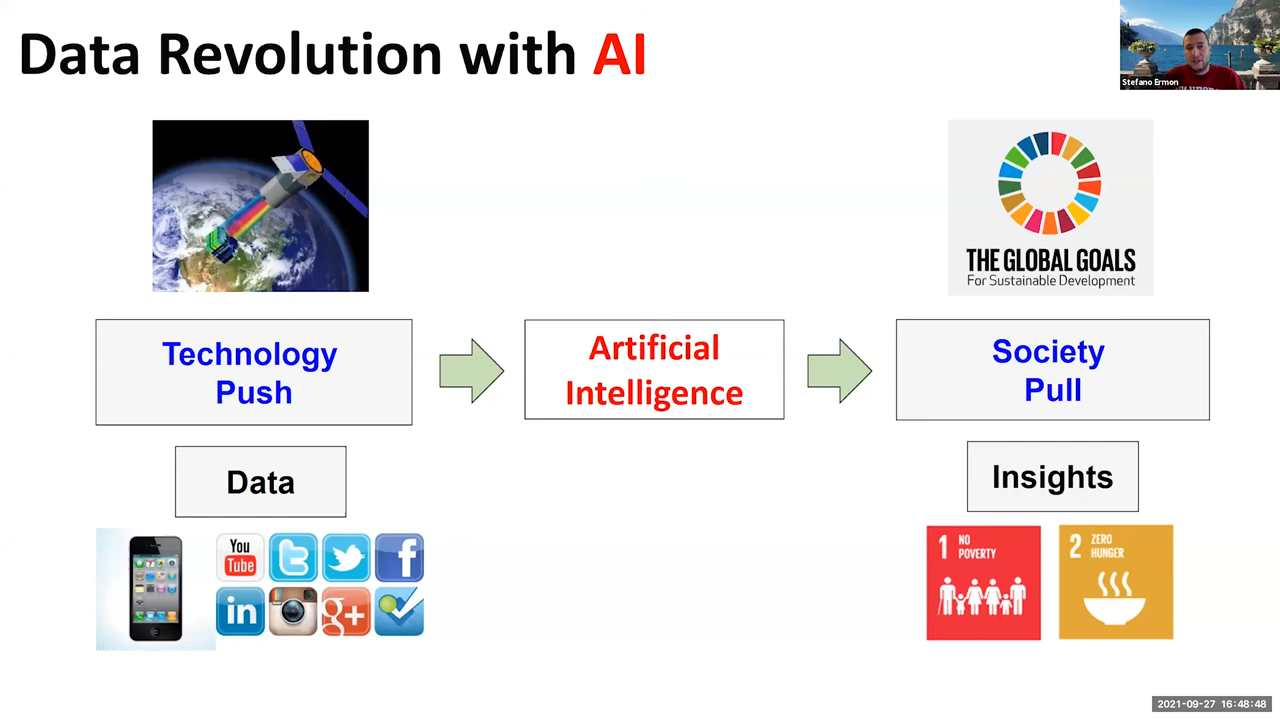 Data Revolution with AI
Stefano Ermon
THE GLOBAL GOALS
For Sustainable Development
Technology
Push
Artificial
Intelligence
Society
Pull
Data
Insights
You
Tube
in
g+
1 NO
POVERTY
2 ZERO
HUNGER
2021-09-27 16:48:48